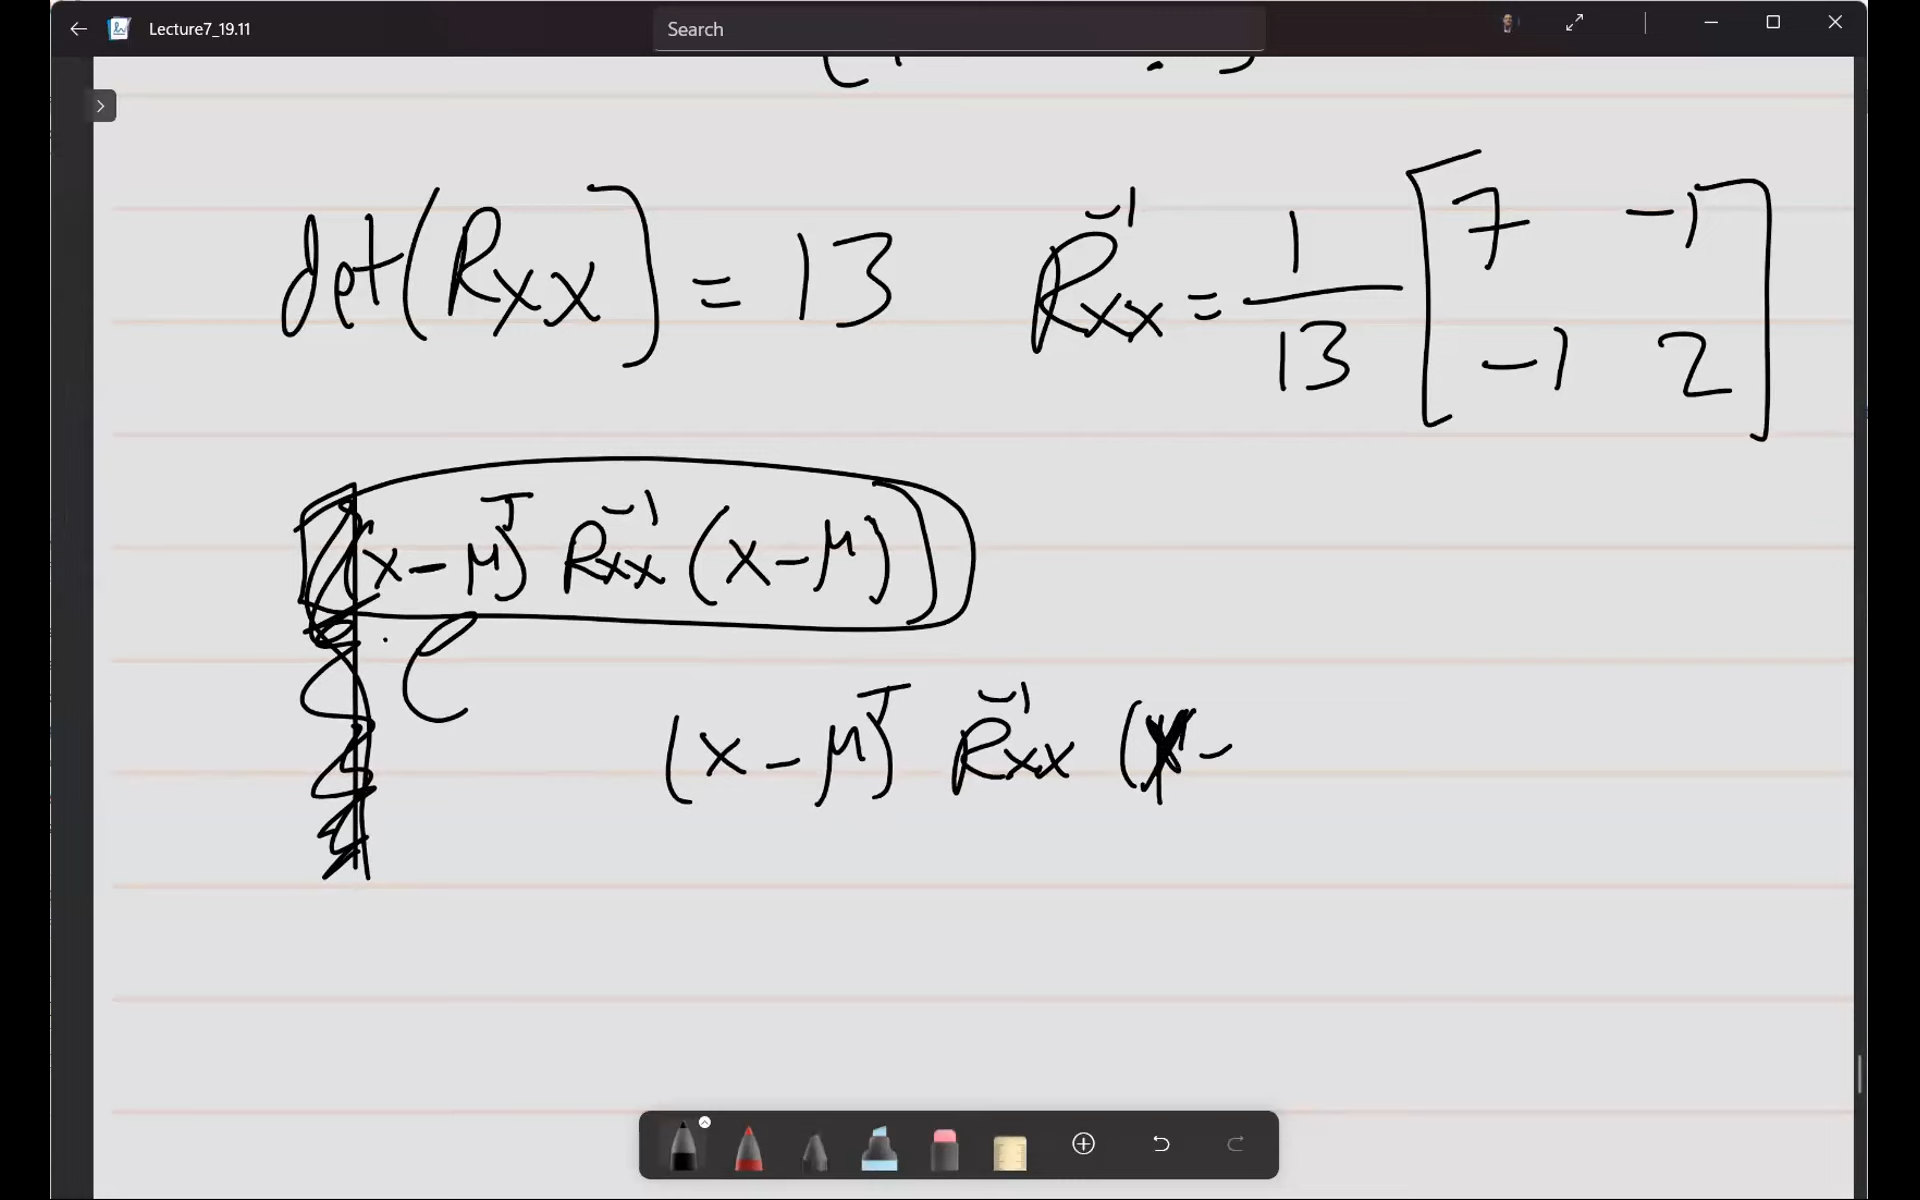 Lecture7_19.11
Search
det(Rxx) = 13 Rxx⁻¹ = 1/13 [7 -1
-1 2]
(x-μ)ᵀ Rxx⁻¹ (x-μ))
(x-μ)ᵀ Rxx⁻¹ (x-